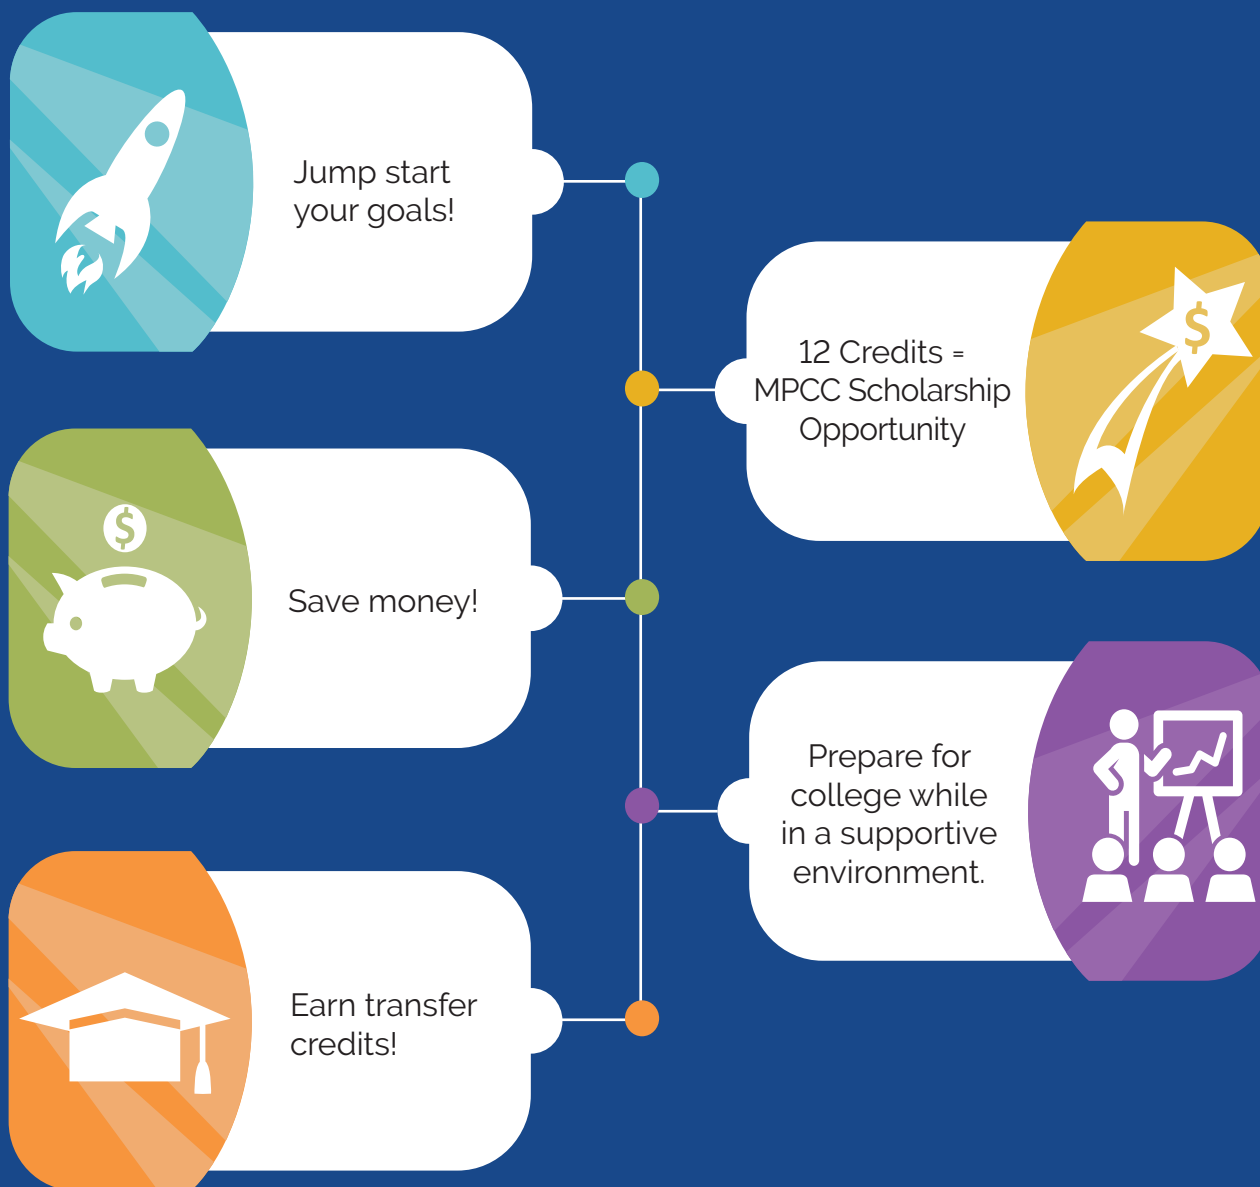 Jump start
your goals!
$
12 Credits =
MPCC Scholarship
Opportunity
$
Save money!
Prepare for
college while
in a supportive
environment.
Earn transfer
credits!